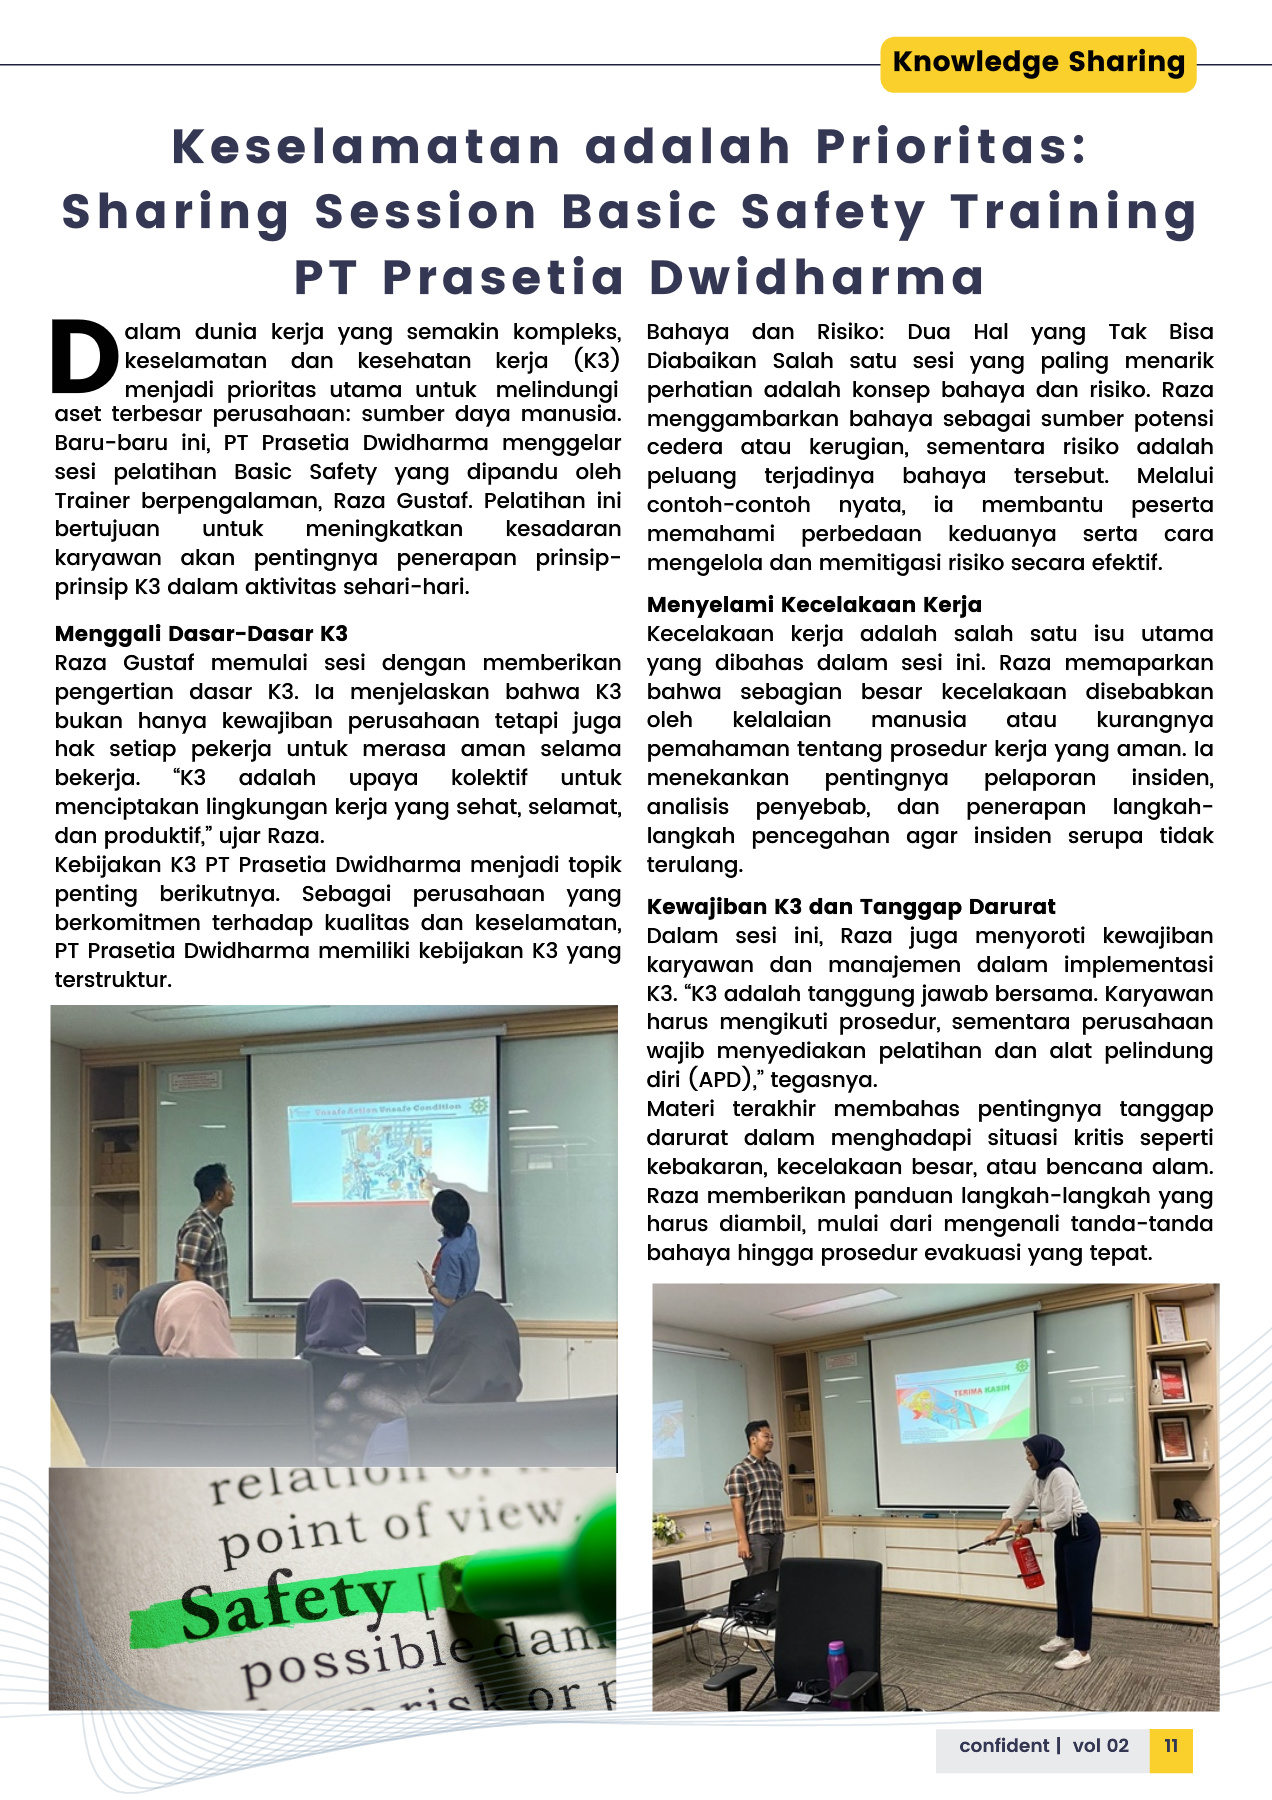 Knowledge Sharing
Keselamatan adalah Prioritas:
Sharing Session Basic Safety Training
PT Prasetia Dwidharma
Dalam dunia kerja yang semakin kompleks,
keselamatan dan kesehatan kerja (K3)
menjadi prioritas utama untuk melindungi
aset terbesar perusahaan: sumber daya manusia.
Baru-baru ini, PT Prasetia Dwidharma menggelar
sesi pelatihan Basic Safety yang dipandu oleh
Trainer berpengalaman, Raza Gustaf. Pelatihan ini
bertujuan untuk meningkatkan kesadaran
karyawan akan pentingnya penerapan prinsip-
prinsip K3 dalam aktivitas sehari-hari.
Menggali Dasar-Dasar K3
Raza Gustaf memulai sesi dengan memberikan
pengertian dasar K3. Ia menjelaskan bahwa K3
bukan hanya kewajiban perusahaan tetapi juga
hak setiap pekerja untuk merasa aman selama
bekerja. “K3 adalah upaya kolektif untuk
menciptakan lingkungan kerja yang sehat, selamat,
dan produktif,” ujar Raza.
Kebijakan K3 PT Prasetia Dwidharma menjadi topik
penting berikutnya. Sebagai perusahaan yang
berkomitmen terhadap kualitas dan keselamatan,
PT Prasetia Dwidharma memiliki kebijakan K3 yang
terstruktur.
Unsafe Action Unsafe Condition
relation
point of view,
Safety [
possible dam
risk or p
Bahaya dan Risiko: Dua Hal yang Tak Bisa
Diabaikan Salah satu sesi yang paling menarik
perhatian adalah konsep bahaya dan risiko. Raza
menggambarkan bahaya sebagai sumber potensi
cedera atau kerugian, sementara risiko adalah
peluang terjadinya bahaya tersebut. Melalui
contoh-contoh nyata, ia membantu peserta
memahami perbedaan keduanya serta cara
mengelola dan memitigasi risiko secara efektif.
Menyelami Kecelakaan Kerja
Kecelakaan kerja adalah salah satu isu utama
yang dibahas dalam sesi ini. Raza memaparkan
bahwa sebagian besar kecelakaan disebabkan
oleh kelalaian manusia atau kurangnya
pemahaman tentang prosedur kerja yang aman. Ia
menekankan pentingnya pelaporan insiden,
analisis penyebab, dan penerapan langkah-
langkah pencegahan agar insiden serupa tidak
terulang.
Kewajiban K3 dan Tanggap Darurat
Dalam sesi ini, Raza juga menyoroti kewajiban
karyawan dan manajemen dalam implementasi
K3. “K3 adalah tanggung jawab bersama. Karyawan
harus mengikuti prosedur, sementara perusahaan
wajib menyediakan pelatihan dan alat pelindung
diri (APD),” tegasnya.
Materi terakhir membahas pentingnya tanggap
darurat dalam menghadapi situasi kritis seperti
kebakaran, kecelakaan besar, atau bencana alam.
Raza memberikan panduan langkah-langkah yang
harus diambil, mulai dari mengenali tanda-tanda
bahaya hingga prosedur evakuasi yang tepat.
TERIMA KASIH
confident | vol 02
11